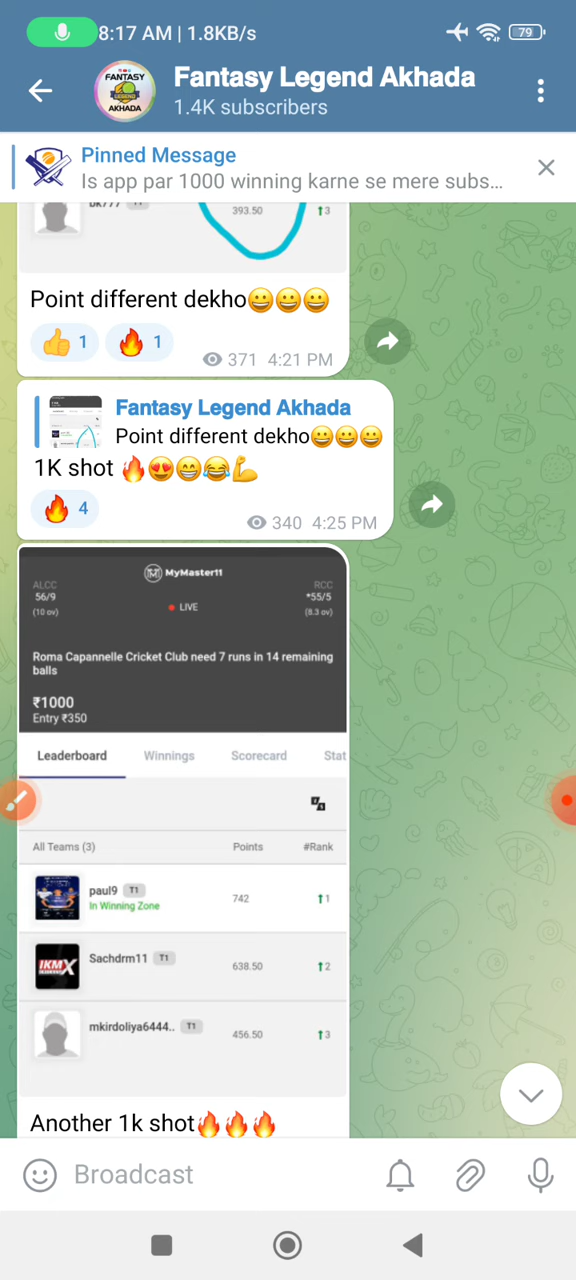 8:17 AM | 1.8KB/s
79
FANTASY
LEGEND
AKHADA
Fantasy Legend Akhada
1.4K subscribers
Pinned Message
Is app par 1000 winning karne se mere subs...
393.50
3
Point different dekho😀😀😀
👍 1 🔥 1
371 4:21 PM
Fantasy Legend Akhada
Point different dekho😀😀😀
1K shot 🔥😍😁😂💪
🔥 4
340 4:25 PM
MyMaster11
ALCC
RCC
56/9
LIVE
*55/5
(10 ov)
(8.3 ov)
Roma Capannelle Cricket Club need 7 runs in 14 remaining
balls
₹1000
Entry ₹350
Leaderboard Winnings Scorecard Stat
All Teams (3) Points #Rank
paul9 T1
In Winning Zone
742
1
IKMX
Sachdrm11 T1
638.50
2
mkirdoliya6444.. T1
456.50
3
Another 1k shot🔥🔥🔥
Broadcast